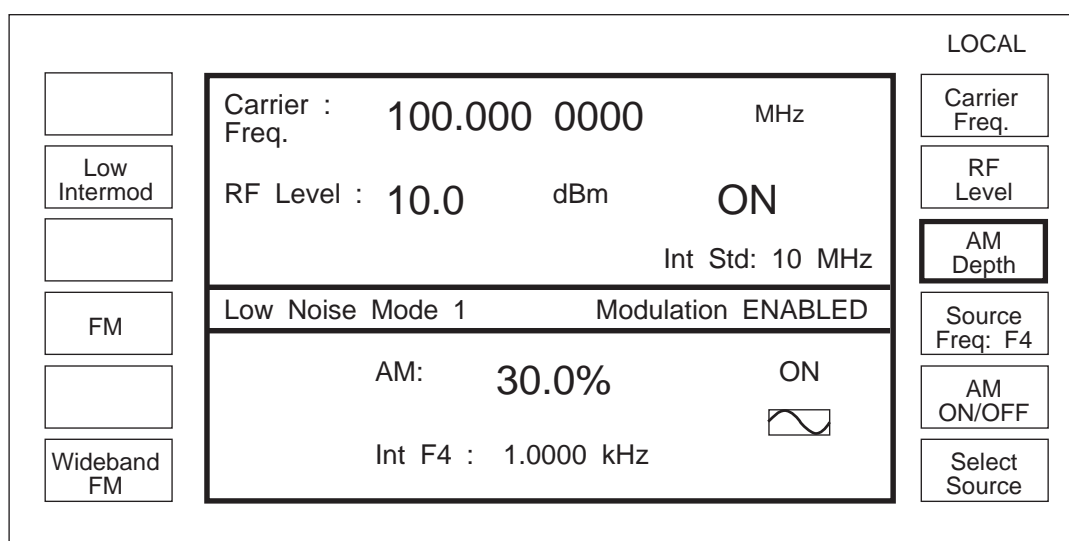 LOCAL
Carrier :
Freq.
100.000 0000
MHz
RF Level :
10.0
dBm
ON
Int Std: 10 MHz
Low Noise Mode 1
Modulation ENABLED
AM:
30.0%
ON
Int F4 : 1.0000 kHz
Low
Intermod
FM
Wideband
FM
Carrier
Freq.
RF
Level
AM
Depth
Source
Freq: F4
AM
ON/OFF
Select
Source